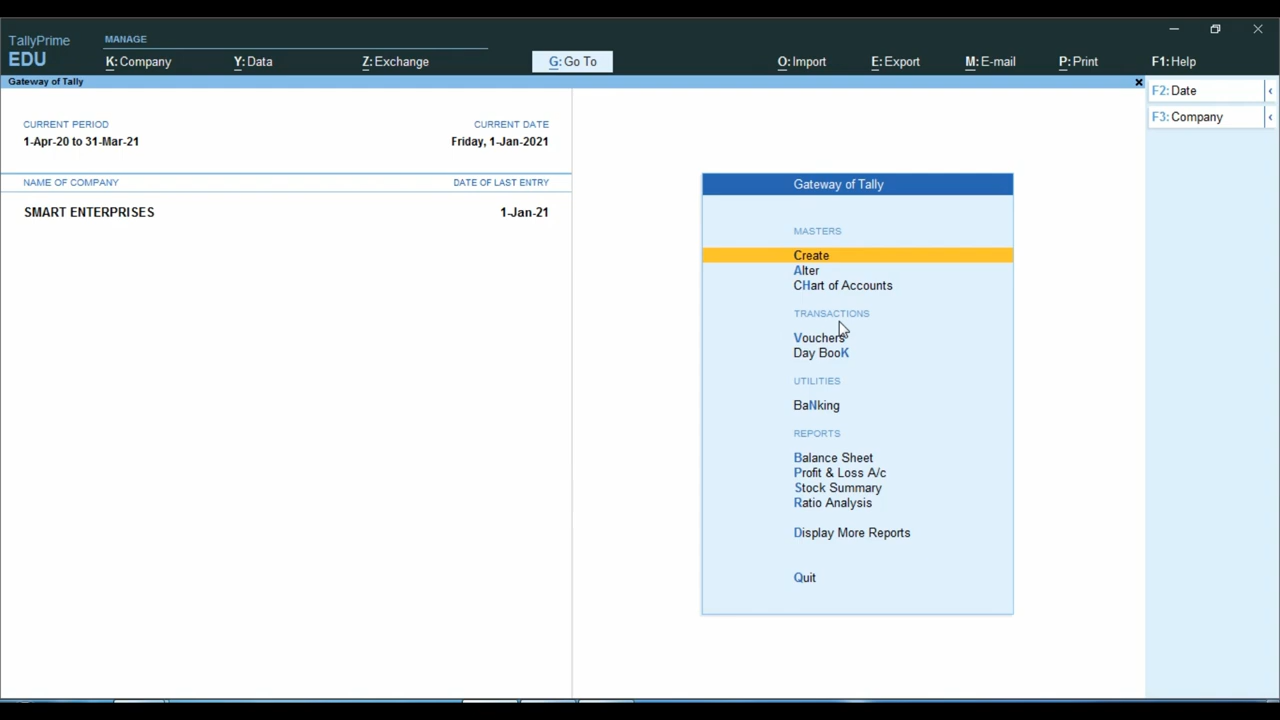 TallyPrime
EDU
MANAGE
K: Company
Y: Data
Z: Exchange
G: Go To
O: Import
E: Export
M: E-mail
P: Print
F1: Help
Gateway of Tally
F2: Date
F3: Company
CURRENT PERIOD
CURRENT DATE
1-Apr-20 to 31-Mar-21
Friday, 1-Jan-2021
NAME OF COMPANY
DATE OF LAST ENTRY
SMART ENTERPRISES
1-Jan-21
Gateway of Tally
MASTERS
Create
Alter
CHart of Accounts
TRANSACTIONS
Vouchers
Day BooK
UTILITIES
BaNking
REPORTS
Balance Sheet
Profit & Loss A/c
Stock Summary
Ratio Analysis
Display More Reports
Quit